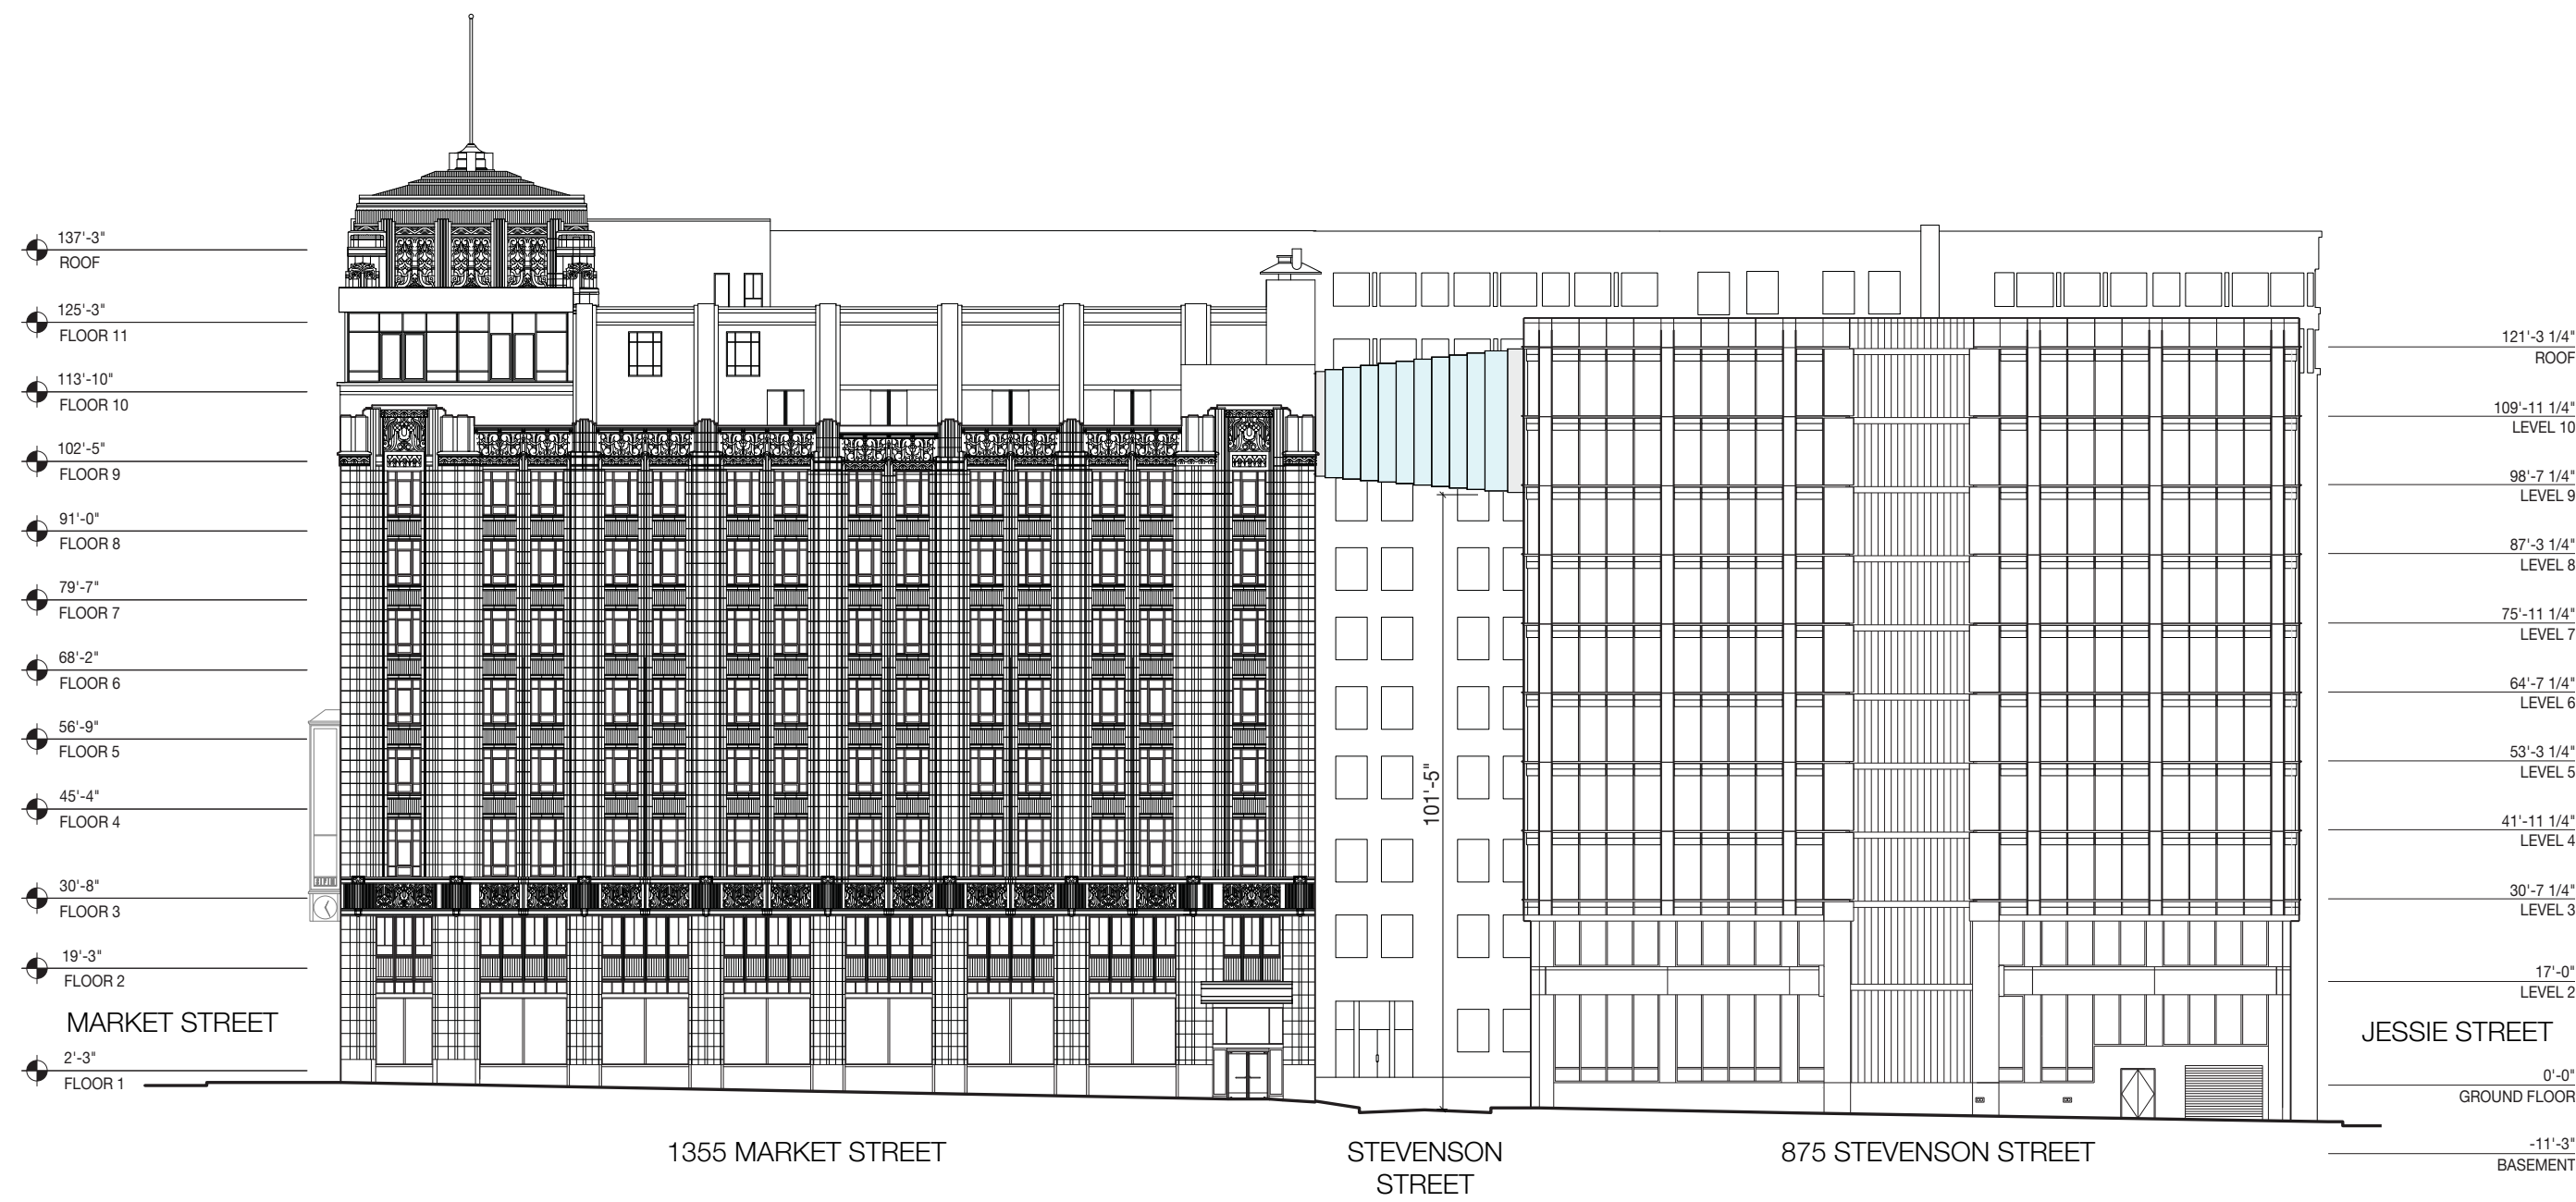 137'-3"
ROOF
125'-3"
FLOOR 11
113'-10"
FLOOR 10
102'-5"
FLOOR 9
91'-0"
FLOOR 8
79'-7"
FLOOR 7
68'-2"
FLOOR 6
56'-9"
FLOOR 5
45'-4"
FLOOR 4
30'-8"
FLOOR 3
19'-3"
FLOOR 2
MARKET STREET
2'-3"
FLOOR 1
101'-5"
121'-3 1/4"
ROOF
109'-11 1/4"
LEVEL 10
98'-7 1/4"
LEVEL 9
87'-3 1/4"
LEVEL 8
75'-11 1/4"
LEVEL 7
64'-7 1/4"
LEVEL 6
53'-3 1/4"
LEVEL 5
41'-11 1/4"
LEVEL 4
30'-7 1/4"
LEVEL 3
17'-0"
LEVEL 2
JESSIE STREET
0'-0"
GROUND FLOOR
-11'-3"
BASEMENT
1355 MARKET STREET
STEVENSON
STREET
875 STEVENSON STREET